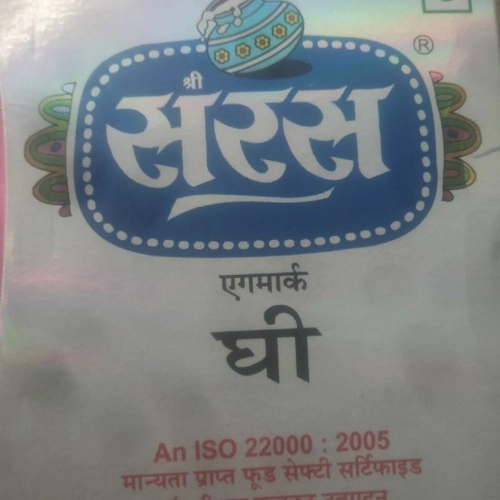 श्री
सरस
®
एगमार्क
घी
An ISO 22000 : 2005
मान्यता प्राप्त फूड सेफ्टी सर्टिफाइड